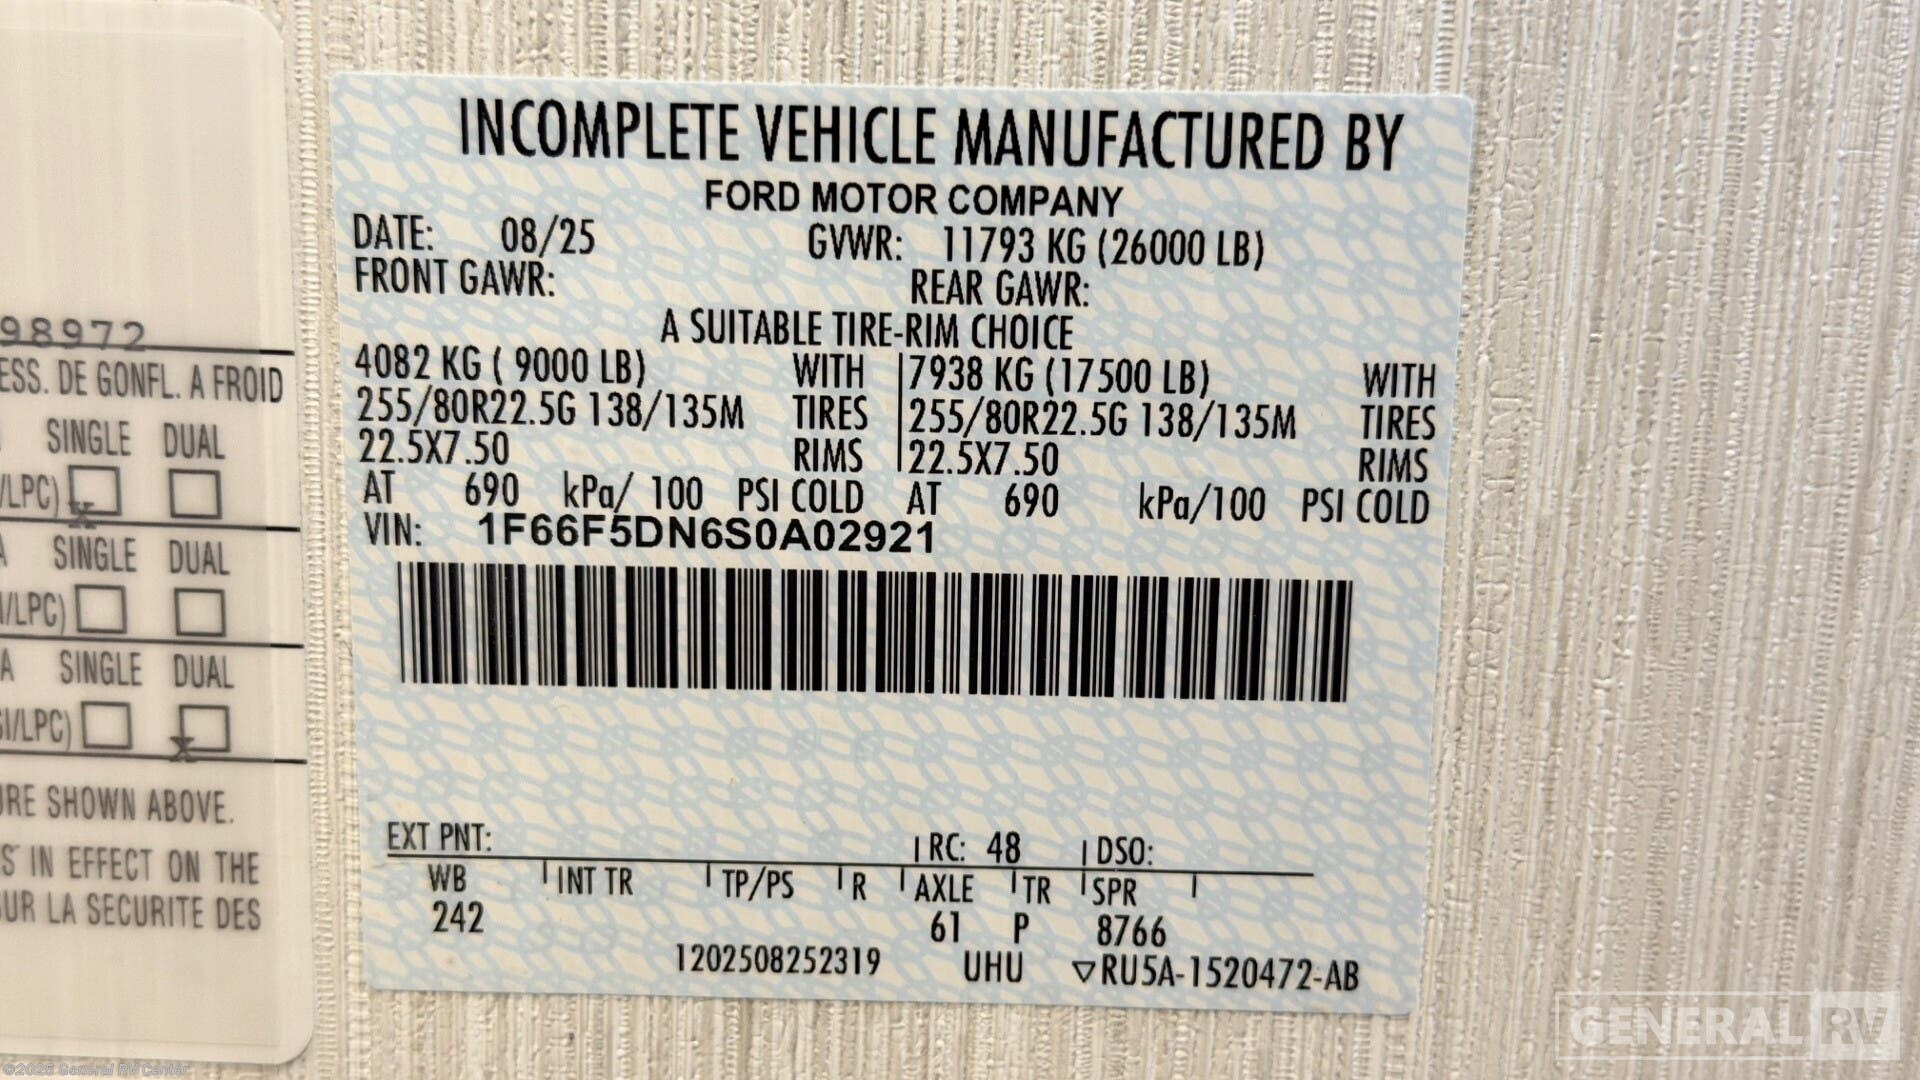 98972
ESS. DE GONFL. A FROID
SINGLE DUAL
/LPC)
X
SINGLE DUAL
I/LPC)
A SINGLE DUAL
SI/LPC)
X
URE SHOWN ABOVE.
S IN EFFECT ON THE
OUR LA SECURITE DES
INCOMPLETE VEHICLE MANUFACTURED BY
FORD MOTOR COMPANY
DATE: 08/25 GVWR: 11793 KG (26000 LB)
FRONT GAWR: REAR GAWR:
A SUITABLE TIRE-RIM CHOICE
4082 KG ( 9000 LB) WITH 7938 KG (17500 LB) WITH
255/80R22.5G 138/135M TIRES 255/80R22.5G 138/135M TIRES
22.5X7.50 RIMS 22.5X7.50 RIMS
AT 690 kPa/ 100 PSI COLD AT 690 kPa/100 PSI COLD
VIN: 1F66F5DN6S0A02921
EXT PNT: RC: 48 DSO:
WB INT TR TP/PS R AXLE TR SPR
242 61 P 8766
1202508252319 UHU ▽RU5A-1520472-AB
GENERAL RV
©2025 General RV Center